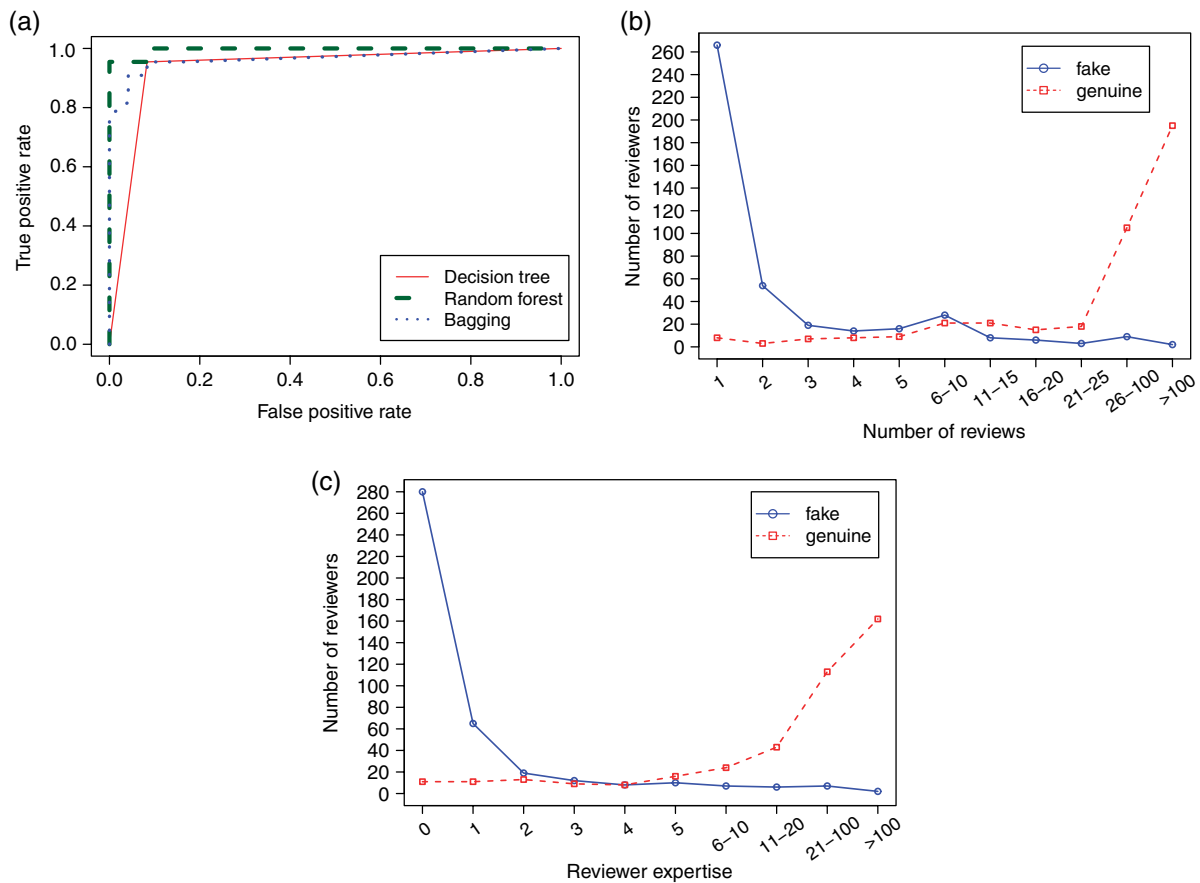 (a)
True positive rate
1.0
0.8
0.6
0.4
0.2
0.0
Decision tree
Random forest
Bagging
0.0 0.2 0.4 0.6 0.8 1.0
False positive rate
(b)
Number of reviewers
260
240
220
200
180
160
140
120
100
80
60
40
20
0
fake
genuine
1 2 3 4 5 6–10 11–15 16–20 21–25 26–100 >100
Number of reviews
(c)
Number of reviewers
280
260
240
220
200
180
160
140
120
100
80
60
40
20
0
fake
genuine
0 1 2 3 4 5 6–10 11–20 21–100 >100
Reviewer expertise